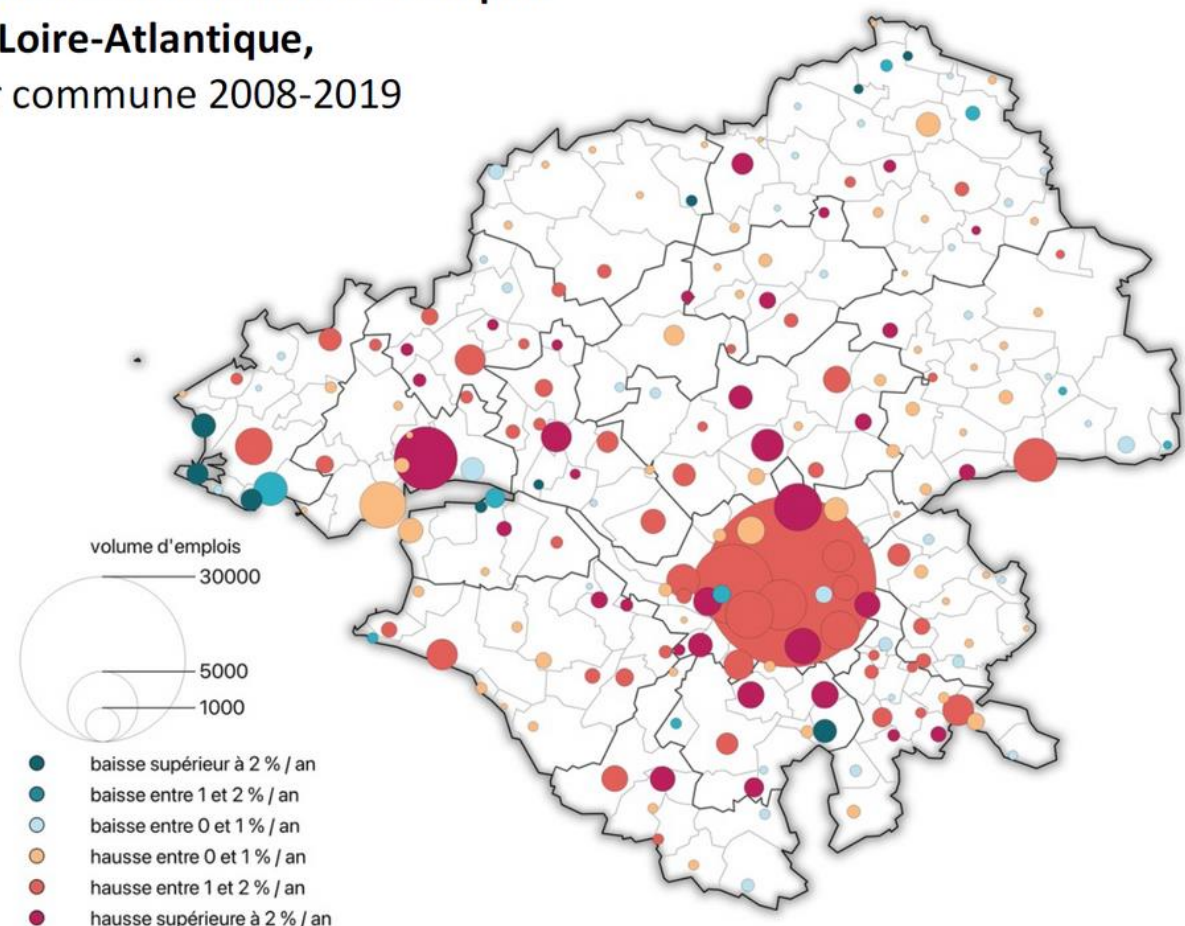 Loire-Atlantique,
commune 2008-2019
volume d'emplois
30000
5000
1000
baisse supérieur à 2 % / an
baisse entre 1 et 2 % / an
baisse entre 0 et 1 % / an
hausse entre 0 et 1 % / an
hausse entre 1 et 2 % / an
hausse supérieure à 2 % / an